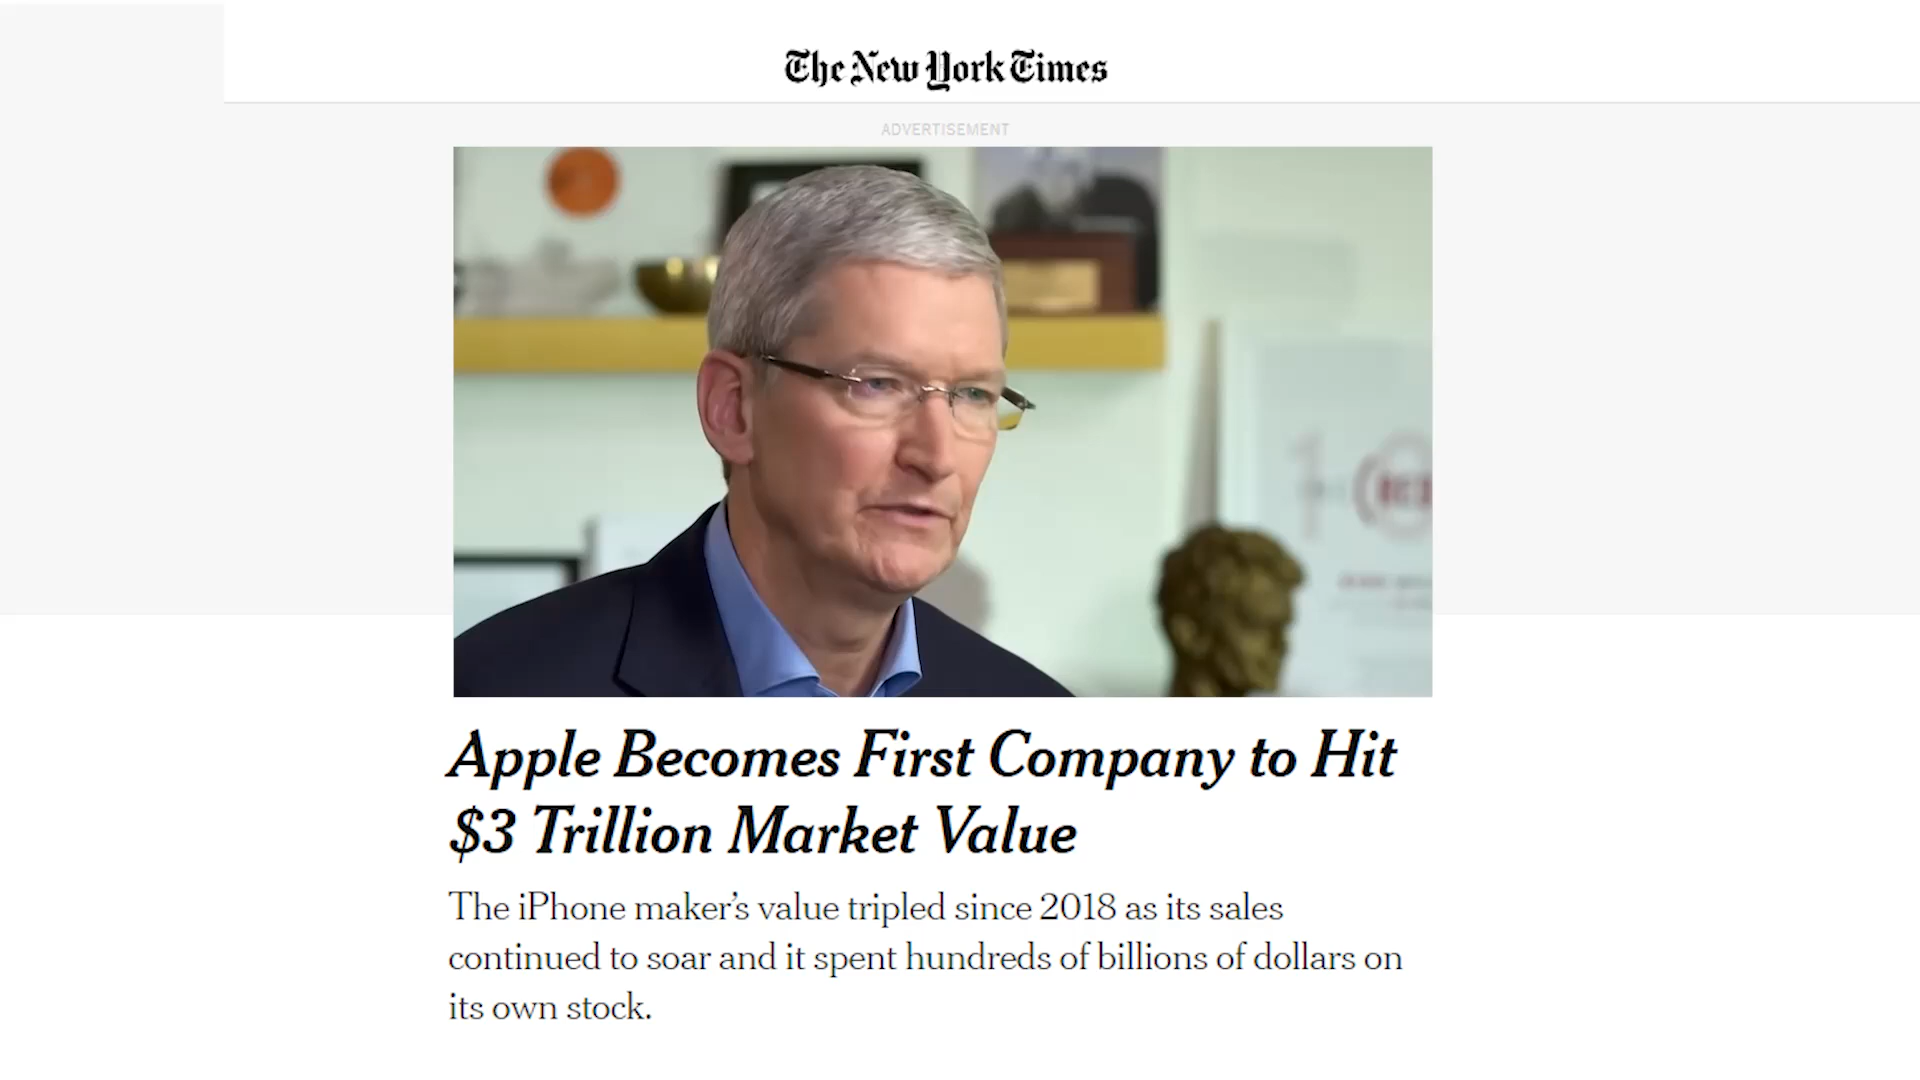 The New York Times
ADVERTISEMENT
Apple Becomes First Company to Hit
$3 Trillion Market Value
The iPhone maker’s value tripled since 2018 as its sales
continued to soar and it spent hundreds of billions of dollars on
its own stock.